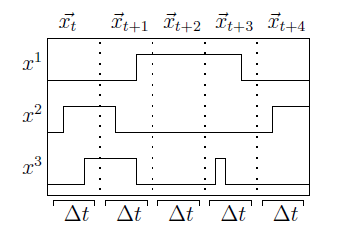 x⃗_t x⃗_{t+1} x⃗_{t+2} x⃗_{t+3} x⃗_{t+4}
x^1
x^2
x^3
Δt Δt Δt Δt Δt